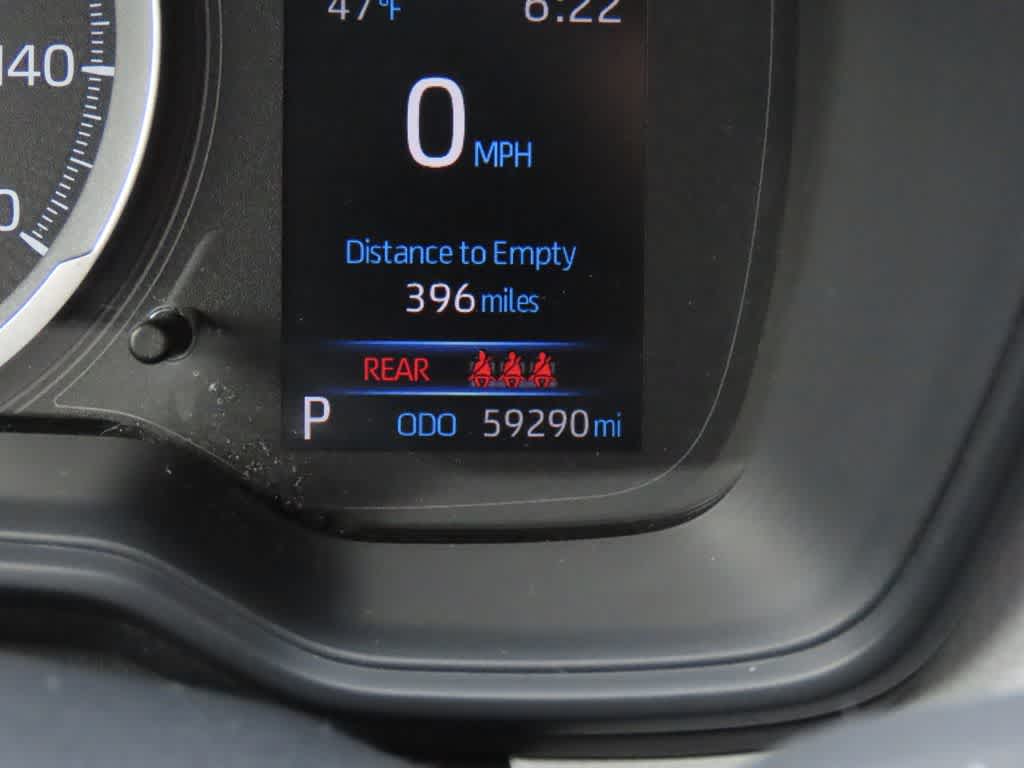 47°F 6:22
140
0 MPH
Distance to Empty
396 miles
REAR
P ODO 59290 mi